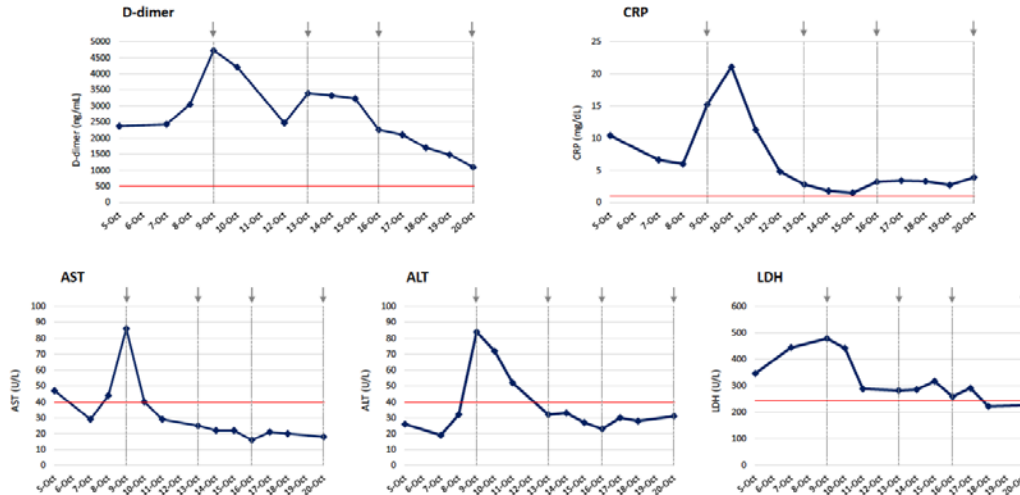 D-dimer
D-dimer (ng/mL)
5000
4500
4000
3500
3000
2500
2000
1500
1000
500
0
5-Oct
6-Oct
7-Oct
8-Oct
9-Oct
10-Oct
11-Oct
12-Oct
13-Oct
14-Oct
15-Oct
16-Oct
17-Oct
18-Oct
19-Oct
20-Oct
CRP
CRP (mg/dL)
25
20
15
10
5
0
5-Oct
6-Oct
7-Oct
8-Oct
9-Oct
10-Oct
11-Oct
12-Oct
13-Oct
14-Oct
15-Oct
16-Oct
17-Oct
18-Oct
19-Oct
20-Oct
AST
AST (U/L)
100
90
80
70
60
50
40
30
20
10
0
5-Oct
6-Oct
7-Oct
8-Oct
9-Oct
10-Oct
11-Oct
12-Oct
13-Oct
14-Oct
15-Oct
16-Oct
17-Oct
18-Oct
19-Oct
20-Oct
ALT
ALT (U/L)
100
90
80
70
60
50
40
30
20
10
0
5-Oct
6-Oct
7-Oct
8-Oct
9-Oct
10-Oct
11-Oct
12-Oct
13-Oct
14-Oct
15-Oct
16-Oct
17-Oct
18-Oct
19-Oct
20-Oct
LDH
LDH (U/L)
600
500
400
300
200
100
0
5-Oct
6-Oct
7-Oct
8-Oct
9-Oct
10-Oct
11-Oct
12-Oct
13-Oct
14-Oct
15-Oct
16-Oct
17-Oct
18-Oct
19-Oct
20-Oct